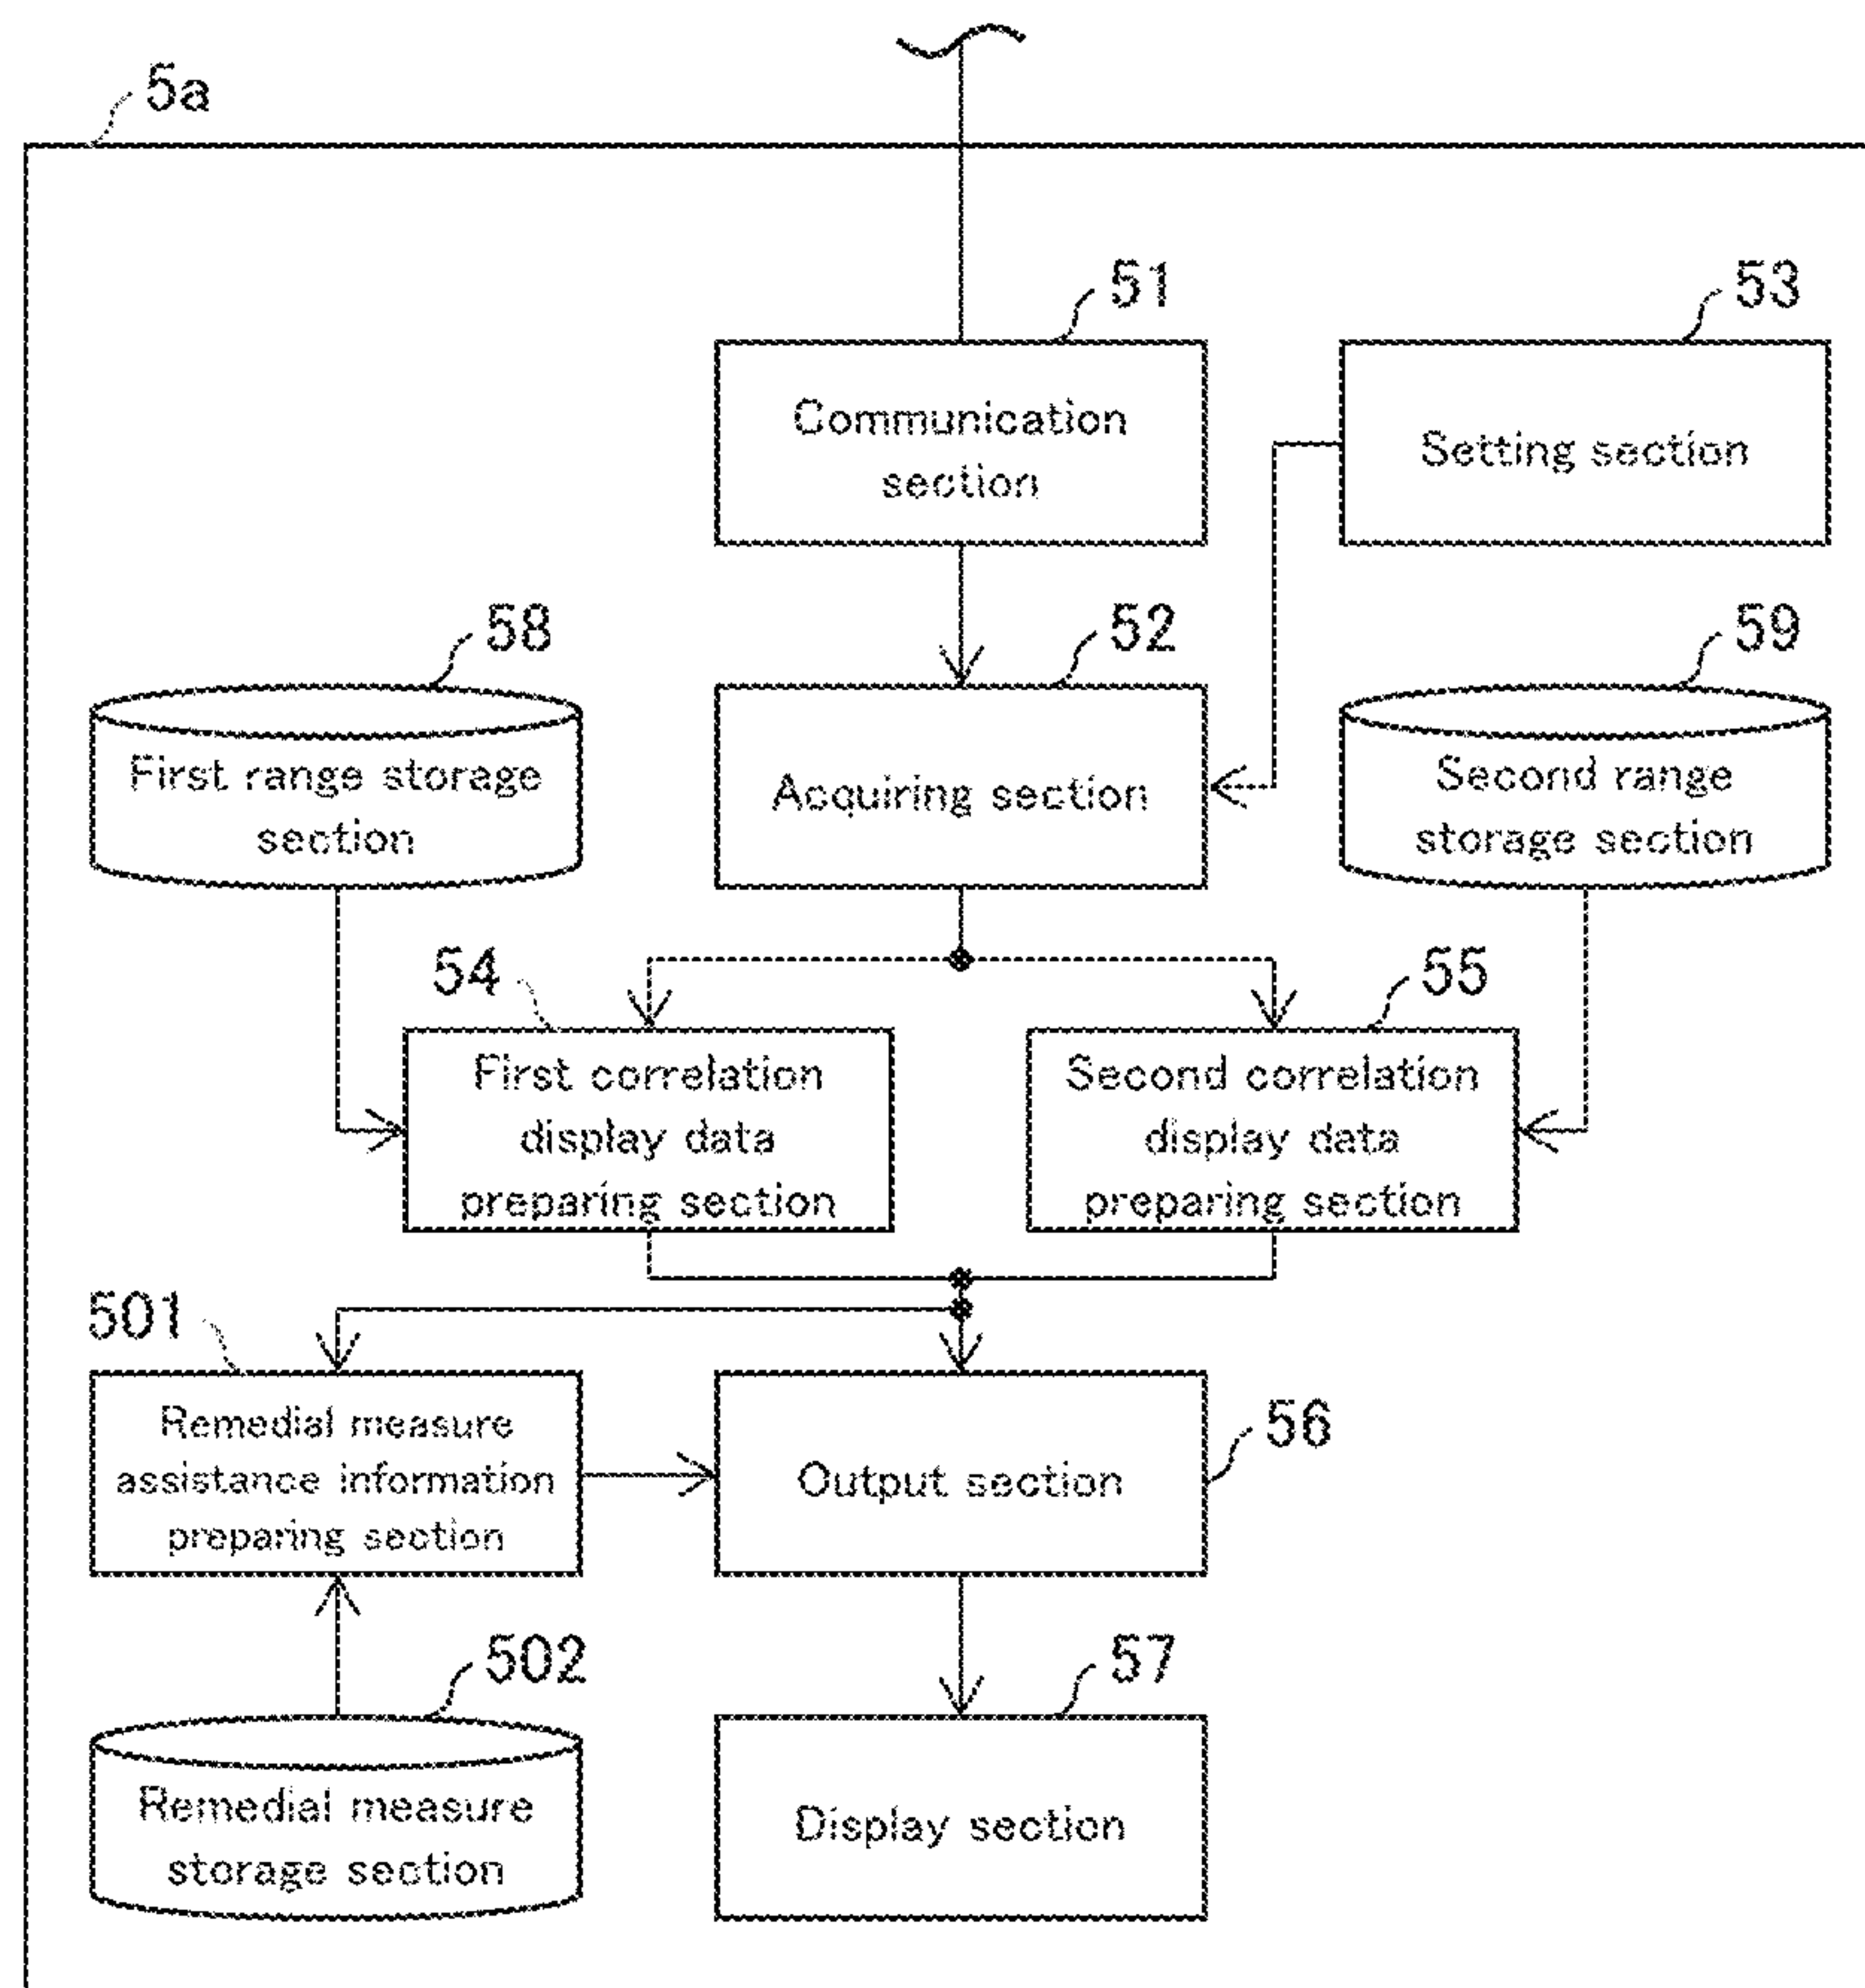 5a
51
53
Communication
section
Setting section
58
52
59
First range storage
section
Acquiring section
Second range
storage section
54
55
First correlation
display data
preparing section
Second correlation
display data
preparing section
501
Remedial measure
assistance information
preparing section
Output section
56
502
57
Remedial measure
storage section
Display section